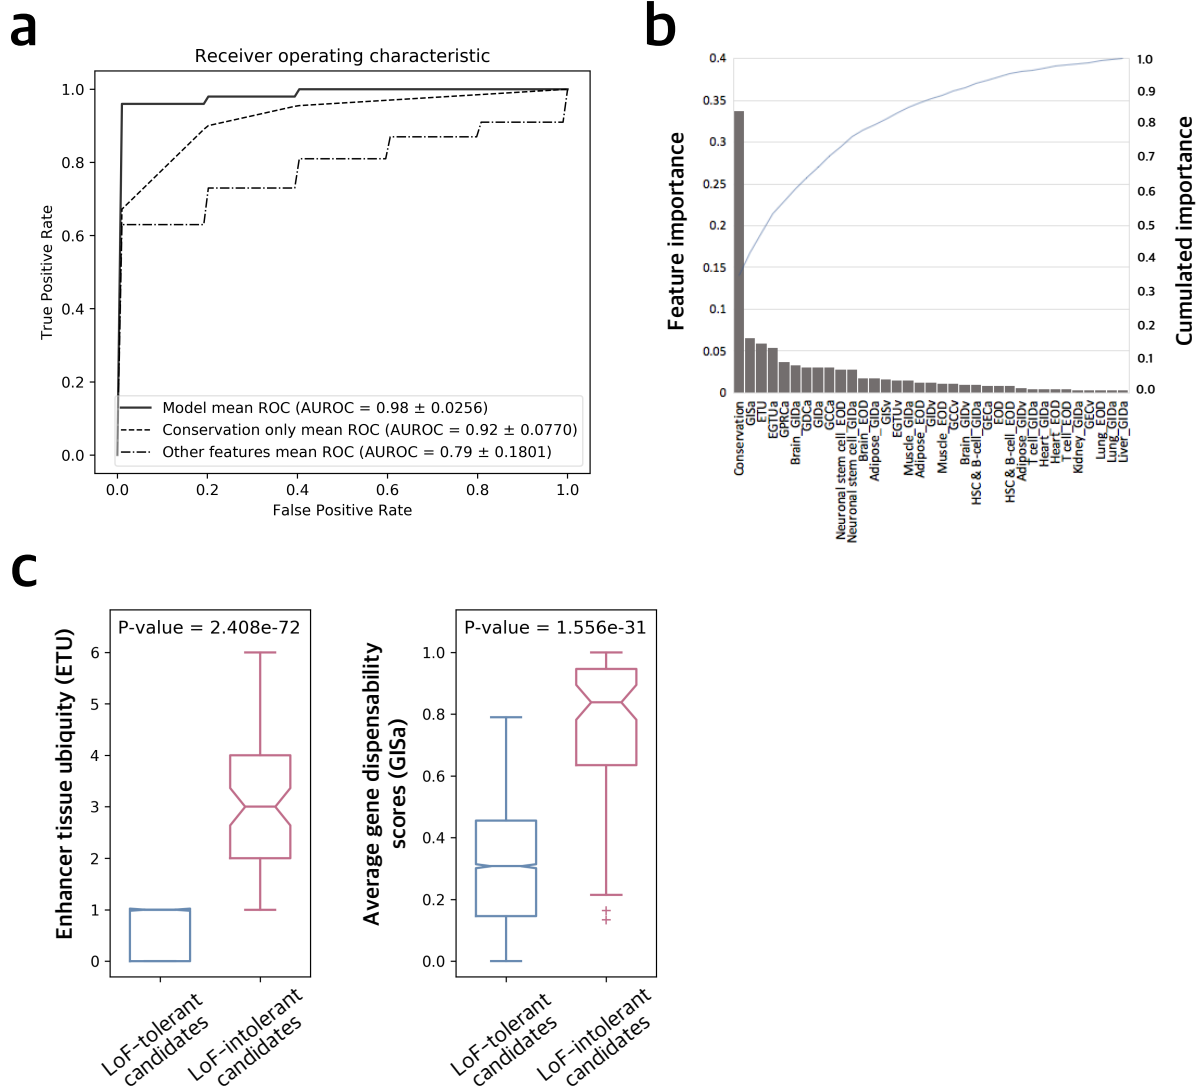 a
Receiver operating characteristic
True Positive Rate
1.0
0.8
0.6
0.4
0.2
0.0
Model mean ROC (AUROC = 0.98 ± 0.0256)
Conservation only mean ROC (AUROC = 0.92 ± 0.0770)
Other features mean ROC (AUROC = 0.79 ± 0.1801)
0.0 0.2 0.4 0.6 0.8 1.0
False Positive Rate
b
Feature importance
0.4
0.35
0.3
0.25
0.2
0.15
0.1
0.05
0
1.0
0.9
0.8
0.7
0.6
0.5
0.4
0.3
0.2
0.1
0.0
Cumulated importance
Conservation
GISa
ETU
EGTUa
GPRCa
Brain_GIDa
GDCa
GIDa
GCCa
Neuronal stem cell_EOD
Neuronal stem cell_GIDa
Brain_EOD
Adipose_GIDa
GISv
EGTUv
Muscle_GIDa
Adipose_EOD
GIDv
Muscle_EOD
GCCv
Brain_GIDv
HSC & B-cell_GIDa
GECa
EOD
HSC & B-cell_EOD
Adipose_GIDv
T cell_GIDa
Heart_GIDa
Heart_EOD
T cell_EOD
Kidney_GIDa
GECv
Lung_EOD
Lung_GIDa
Liver_GIDa
c
Enhancer tissue ubiquity (ETU)
P-value = 2.408e-72
6
5
4
3
2
1
0
LoF-tolerant
candidates
LoF-intolerant
candidates
Average gene dispensability
scores (GISa)
P-value = 1.556e-31
1.0
0.8
0.6
0.4
0.2
0.0
LoF-tolerant
candidates
LoF-intolerant
candidates